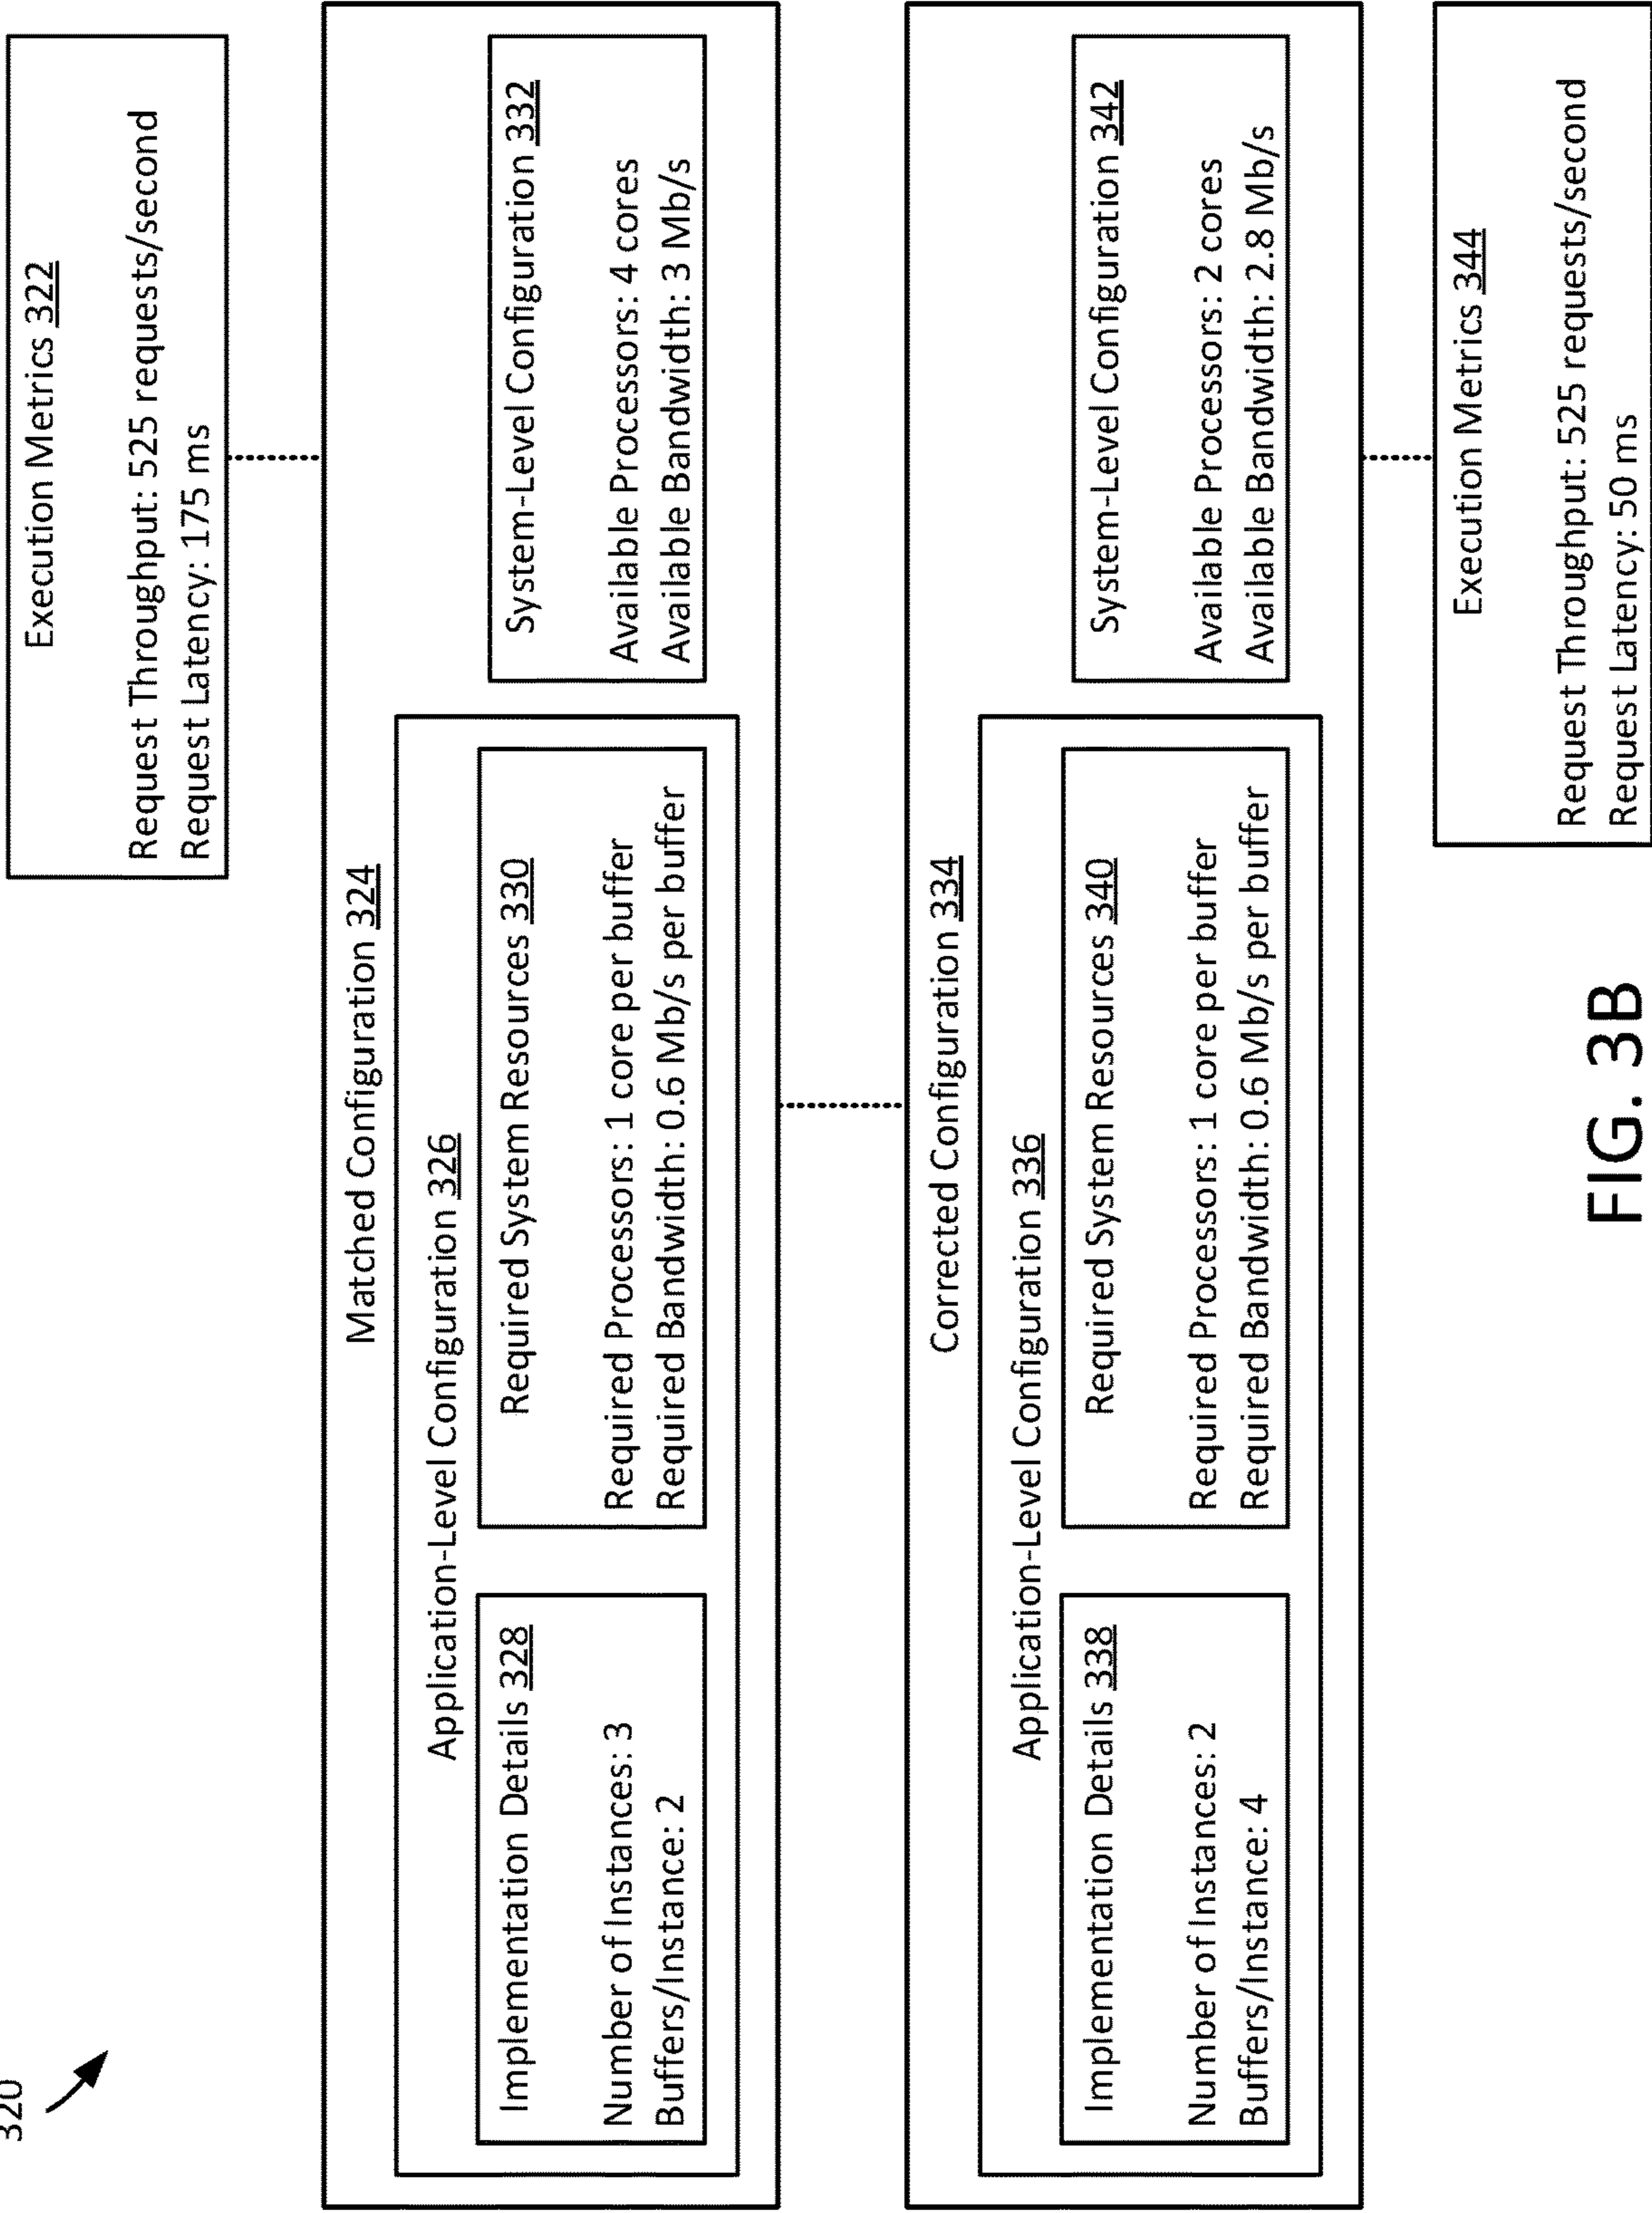 320
Execution Metrics 322
Request Throughput: 525 requests/second
Request Latency: 175 ms
Matched Configuration 324
Application-Level Configuration 326
Implementation Details 328
Number of Instances: 3
Buffers/Instance: 2
Required System Resources 330
Required Processors: 1 core per buffer
Required Bandwidth: 0.6 Mb/s per buffer
System-Level Configuration 332
Available Processors: 4 cores
Available Bandwidth: 3 Mb/s
Corrected Configuration 334
Application-Level Configuration 336
Implementation Details 338
Number of Instances: 2
Buffers/Instance: 4
Required System Resources 340
Required Processors: 1 core per buffer
Required Bandwidth: 0.6 Mb/s per buffer
System-Level Configuration 342
Available Processors: 2 cores
Available Bandwidth: 2.8 Mb/s
Execution Metrics 344
Request Throughput: 525 requests/second
Request Latency: 50 ms
FIG. 3B